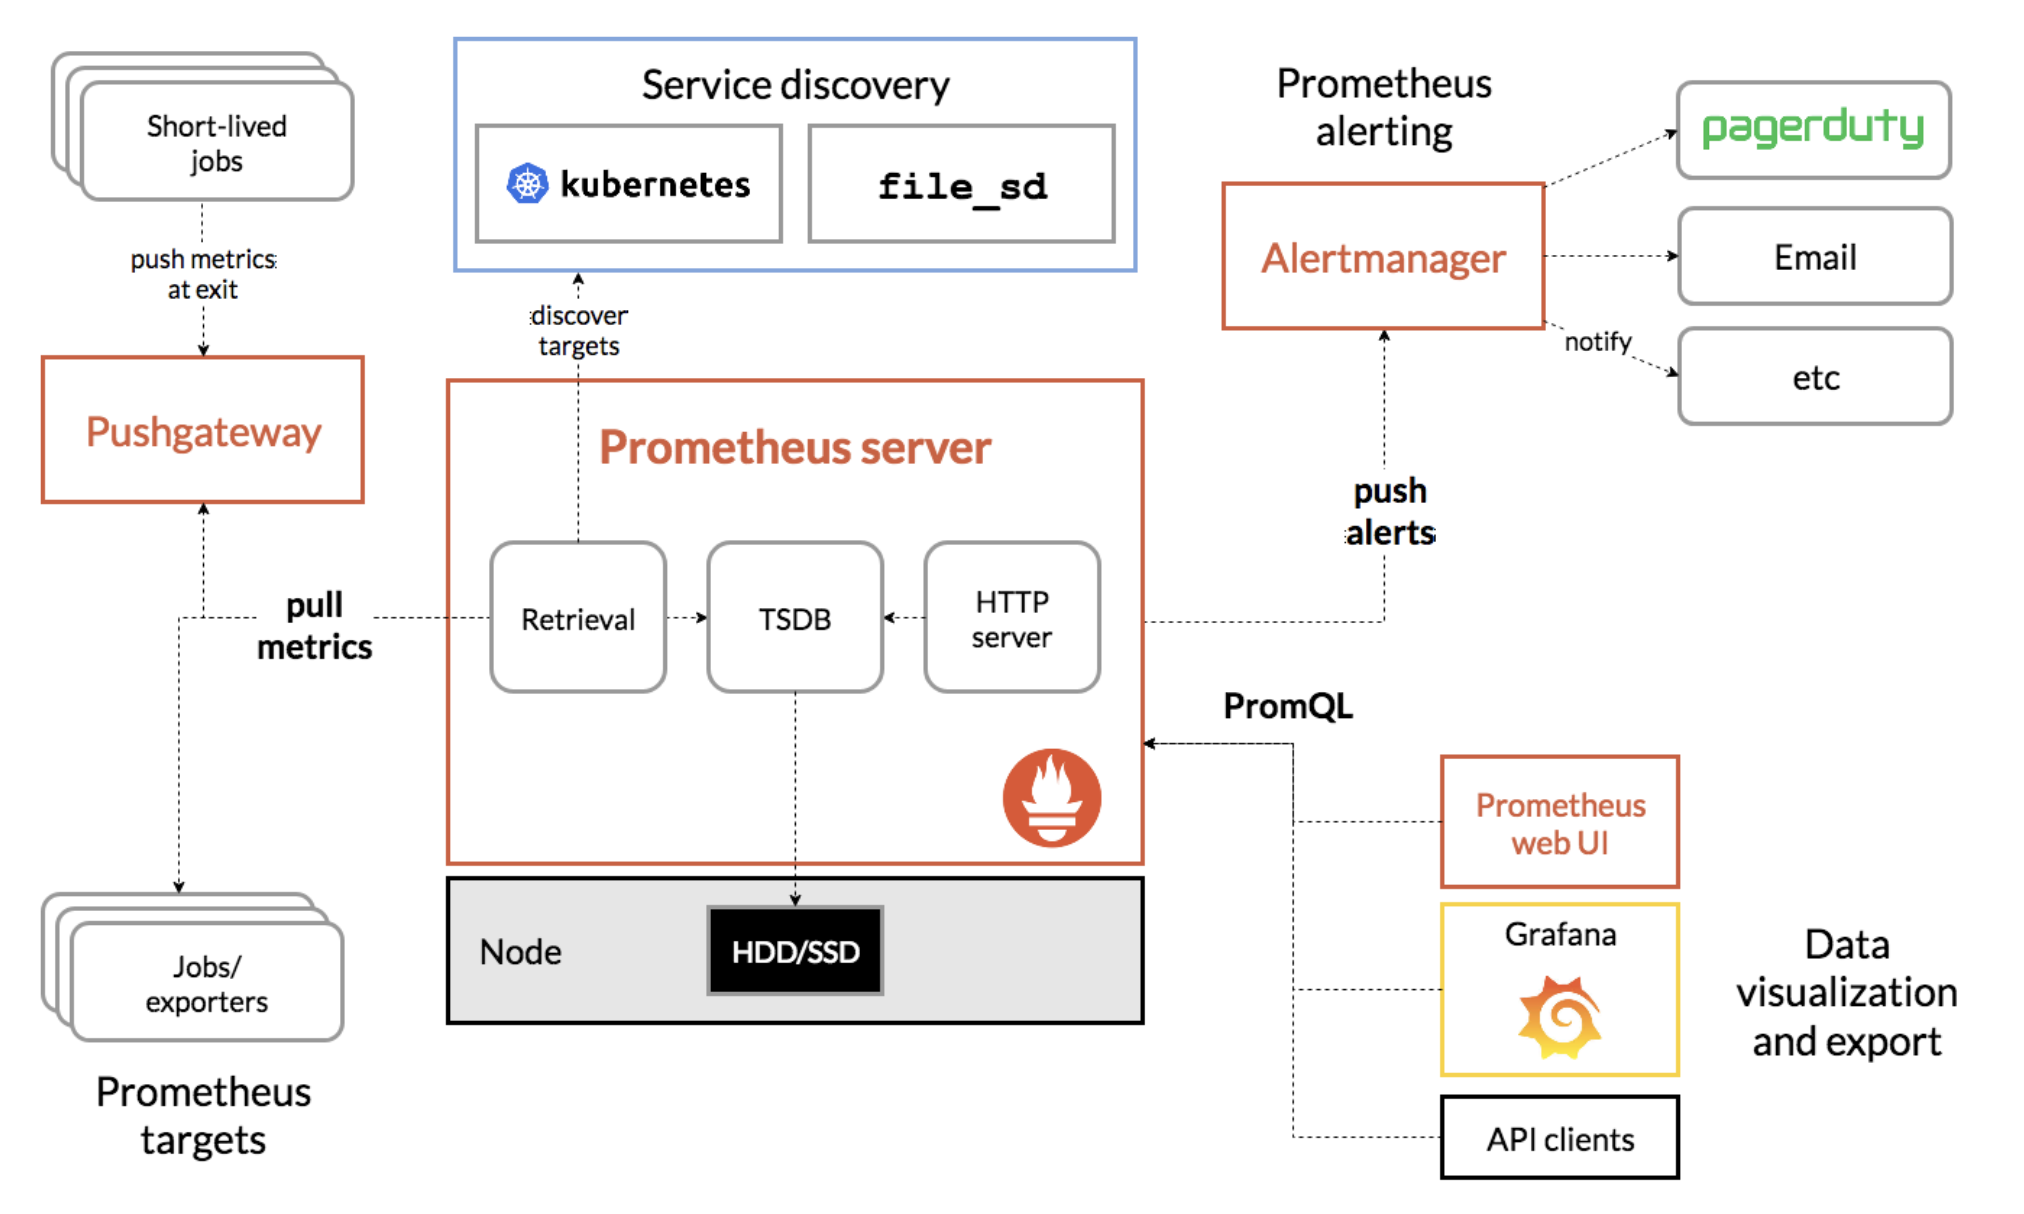 Short-lived
jobs
push metrics
at exit
Pushgateway
pull
metrics
Jobs/
exporters
Prometheus
targets
Service discovery
kubernetes
file_sd
discover
targets
Prometheus server
Retrieval
TSDB
HTTP
server
Node
HDD/SSD
Prometheus
alerting
Alertmanager
pagerduty
Email
notify
etc
push
alerts
PromQL
Prometheus
web UI
Grafana
API clients
Data
visualization
and export